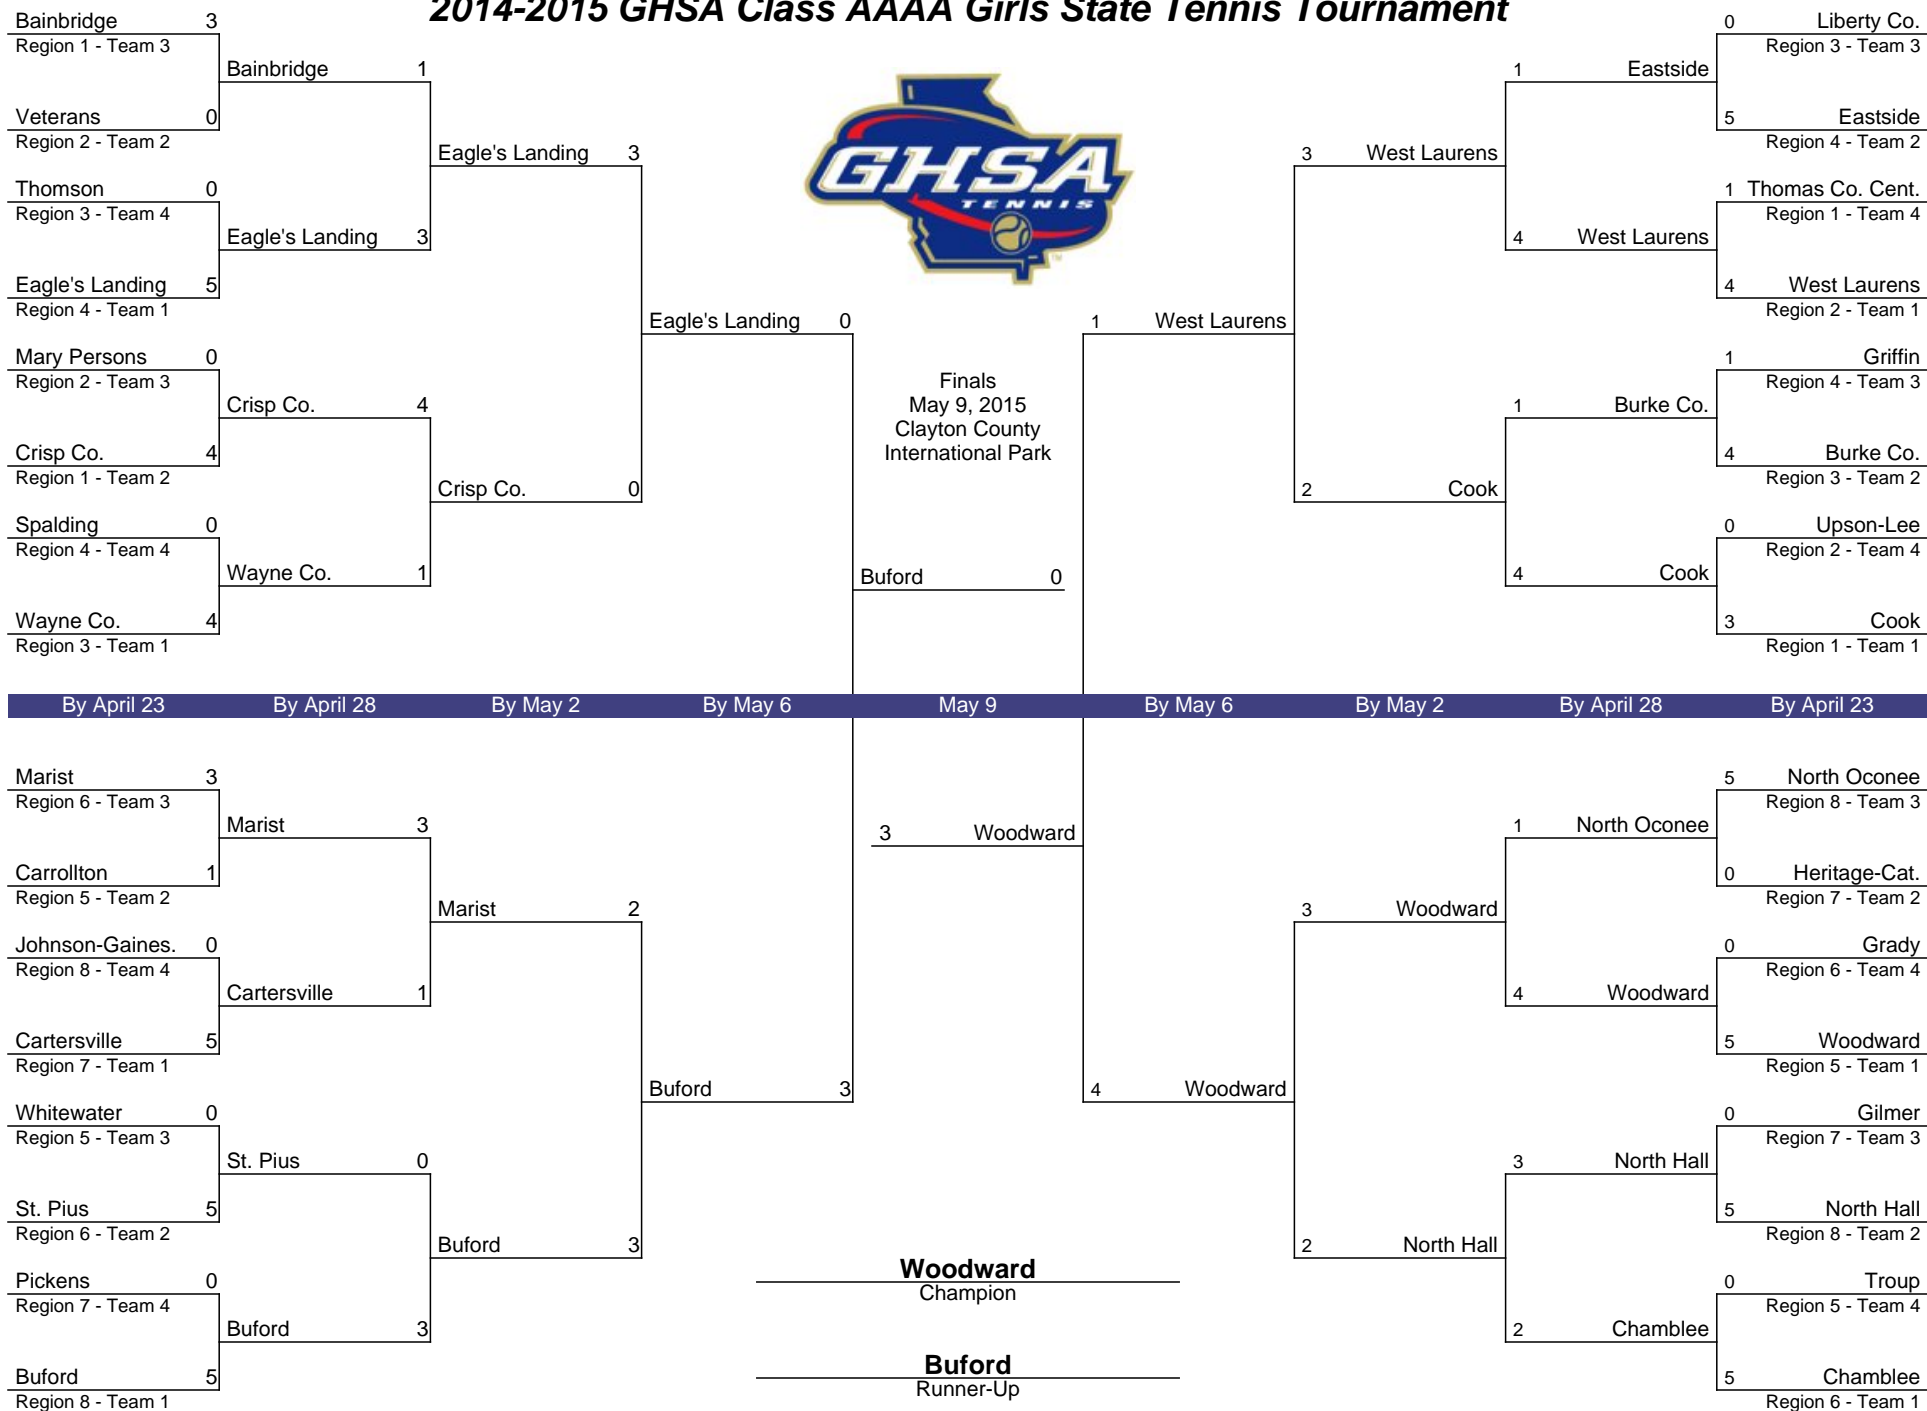 2014-2015 GHSA Class AAAA Girls State Tennis Tournament
Bainbridge 3
Region 1 - Team 3
Bainbridge 1
Veterans 0
Region 2 - Team 2
Eagle's Landing 3
Thomson 0
Region 3 - Team 4
Eagle's Landing 3
Eagle's Landing 5
Region 4 - Team 1
Eagle's Landing 0
Mary Persons 0
Region 2 - Team 3
Crisp Co. 4
Crisp Co. 4
Region 1 - Team 2
Crisp Co. 0
Spalding 0
Region 4 - Team 4
Wayne Co. 1
Wayne Co. 4
Region 3 - Team 1
GHSA
TENNIS
TM
Finals
May 9, 2015
Clayton County
International Park
Buford 0
0 Liberty Co.
Region 3 - Team 3
1 Eastside
5 Eastside
Region 4 - Team 2
3 West Laurens
1 Thomas Co. Cent.
Region 1 - Team 4
4 West Laurens
4 West Laurens
Region 2 - Team 1
1 West Laurens
1 Griffin
Region 4 - Team 3
1 Burke Co.
4 Burke Co.
Region 3 - Team 2
2 Cook
0 Upson-Lee
Region 2 - Team 4
4 Cook
3 Cook
Region 1 - Team 1
By April 23 By April 28 By May 2 By May 6 May 9 By May 6 By May 2 By April 28 By April 23
Marist 3
Region 6 - Team 3
Marist 3
Carrollton 1
Region 5 - Team 2
Marist 2
Johnson-Gaines. 0
Region 8 - Team 4
Cartersville 1
Cartersville 5
Region 7 - Team 1
Buford 3
Whitewater 0
Region 5 - Team 3
St. Pius 0
St. Pius 5
Region 6 - Team 2
Buford 3
Pickens 0
Region 7 - Team 4
Buford 3
Buford 5
Region 8 - Team 1
3 Woodward
Woodward
Champion
Buford
Runner-Up
5 North Oconee
Region 8 - Team 3
1 North Oconee
0 Heritage-Cat.
Region 7 - Team 2
3 Woodward
0 Grady
Region 6 - Team 4
4 Woodward
5 Woodward
Region 5 - Team 1
4 Woodward
0 Gilmer
Region 7 - Team 3
3 North Hall
5 North Hall
Region 8 - Team 2
2 North Hall
0 Troup
Region 5 - Team 4
2 Chamblee
5 Chamblee
Region 6 - Team 1